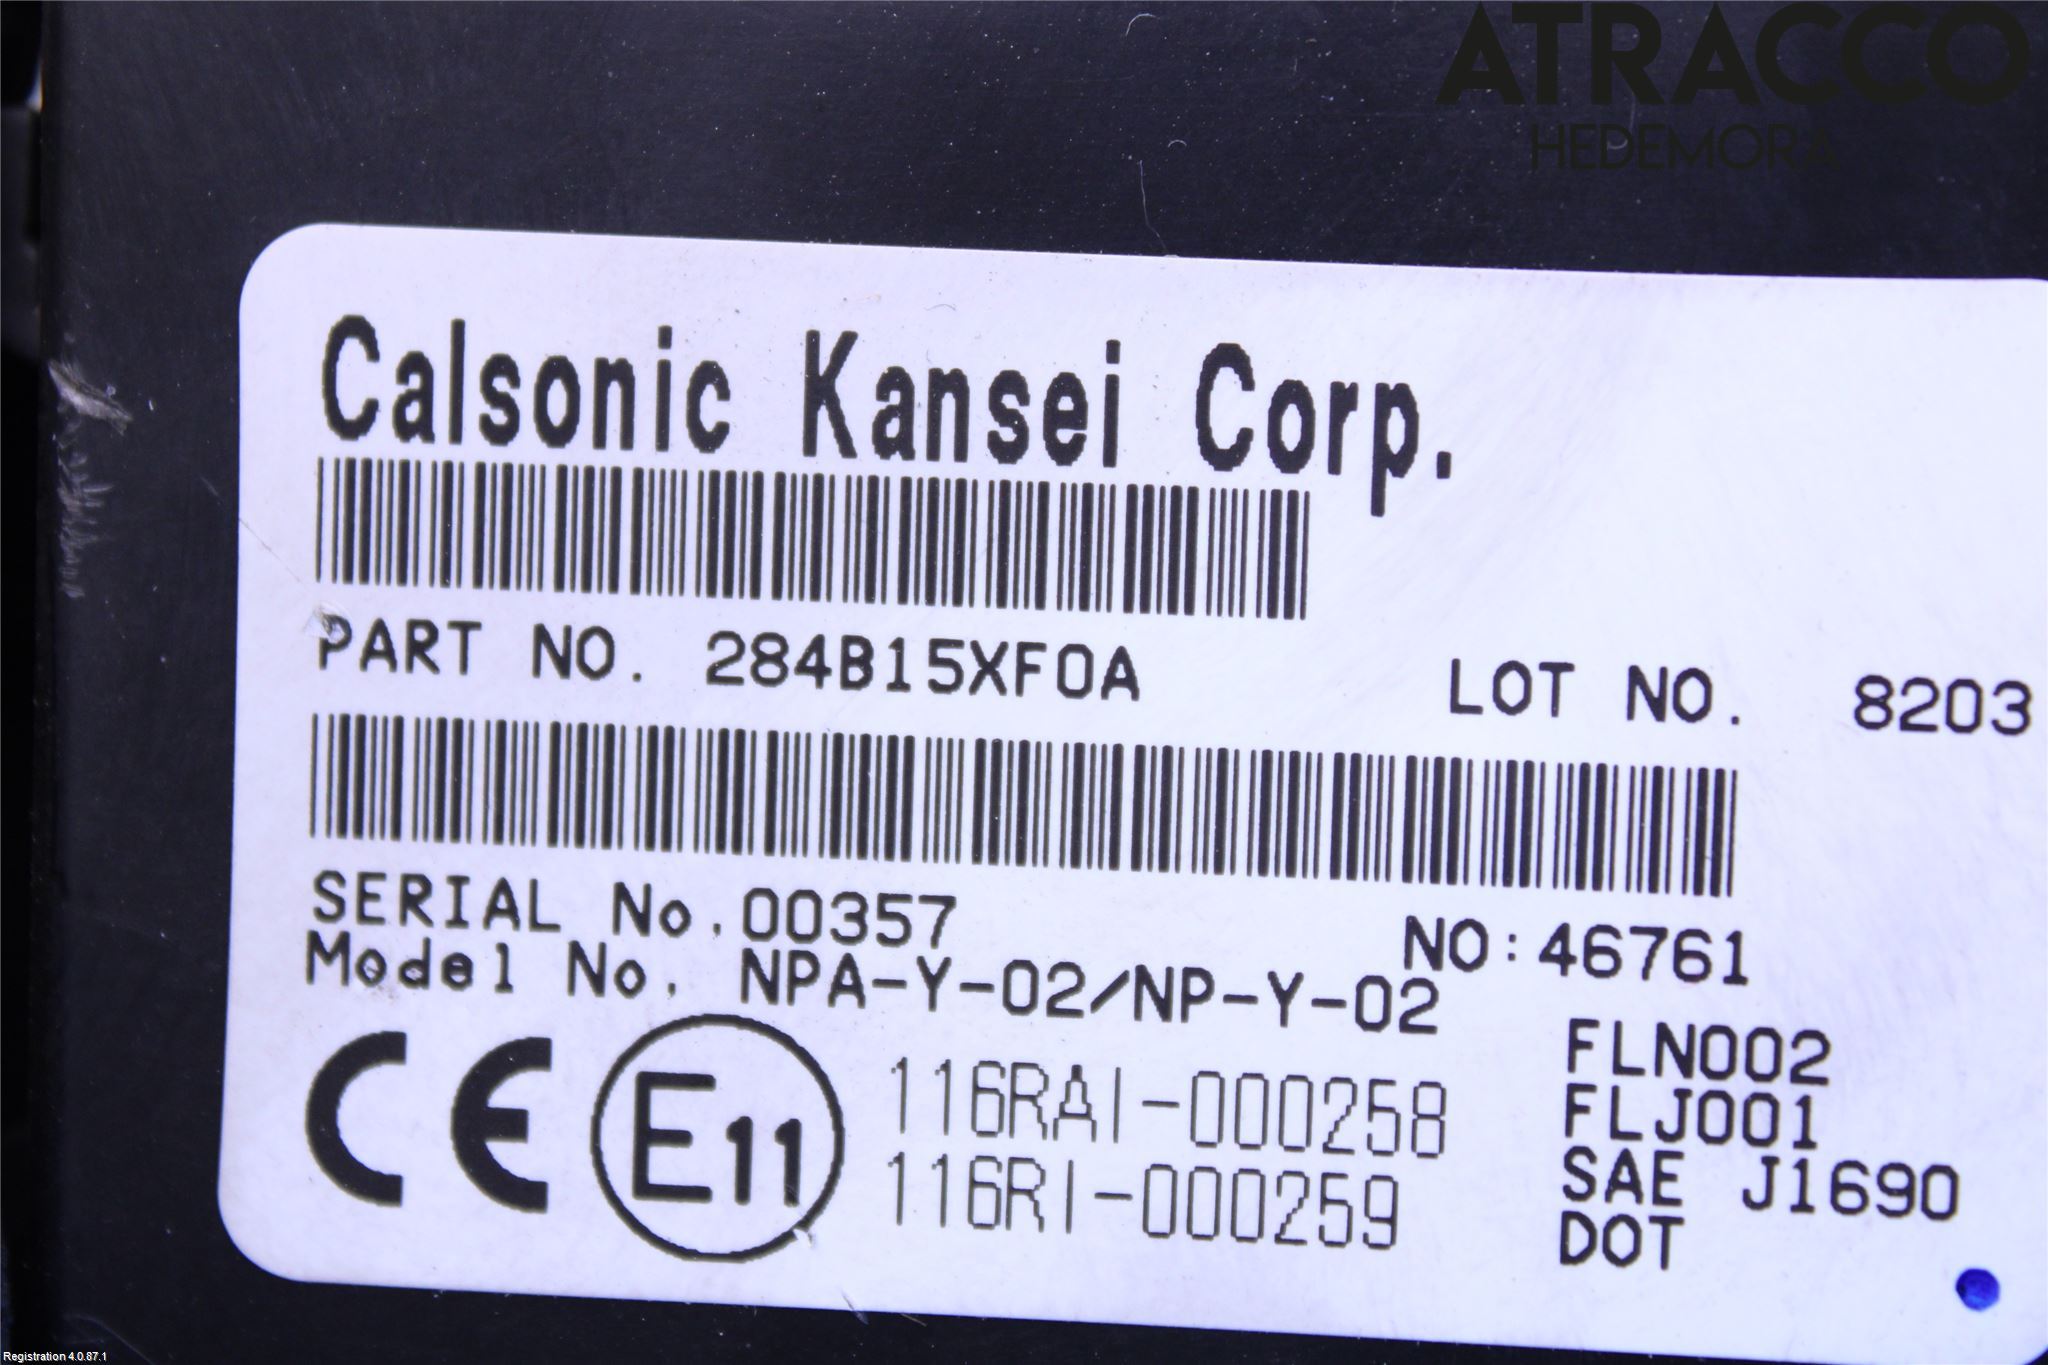 ATRACCO
HEDEMORA
Calsonic Kansei Corp.
PART NO. 284B15XF0A LOT NO. 8203
SERIAL No.00357 NO:46761
Model No. NPA-Y-02/NP-Y-02
CE E11 116RAI-000258 FLN002
FLJ001
116RI-000259 SAE J1690
DOT
Registration 4.0.87.1